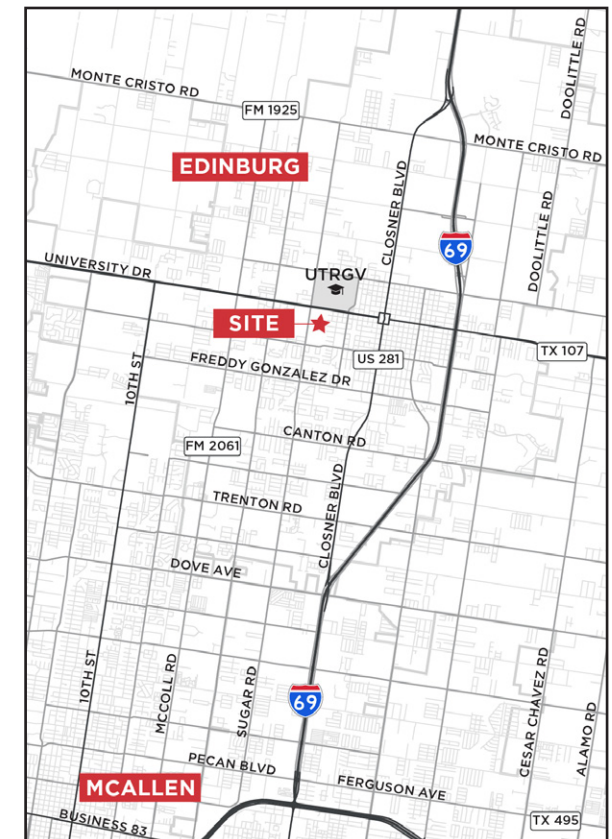 DOOLITTLE RD
MONTE CRISTO RD
FM 1925
MONTE CRISTO RD
EDINBURG
CLOSNER BLVD
DOOLITTLE RD
69
UNIVERSITY DR
UTRGV
SITE
TX 107
US 281
FREDDY GONZALEZ DR
10TH ST
CANTON RD
FM 2061
CLOSNER BLVD
TRENTON RD
DOVE AVE
10TH ST
MCCOLL RD
SUGAR RD
CESAR CHAVEZ RD
ALAMO RD
69
PECAN BLVD
FERGUSON AVE
MCALLEN
BUSINESS 83
TX 495